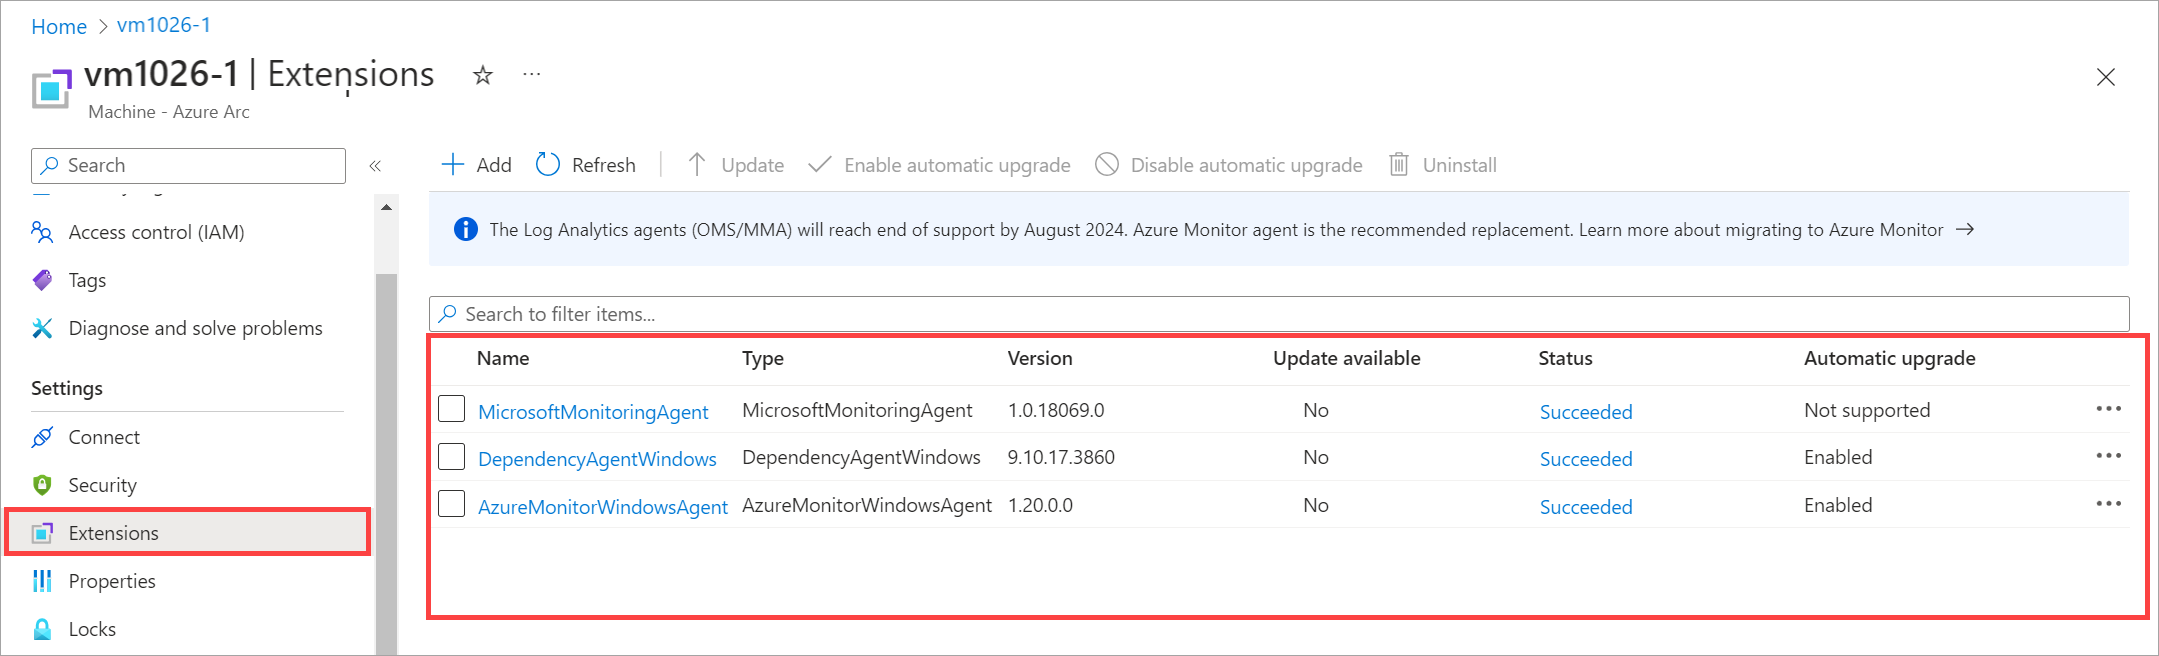 Home > vm1026-1
vm1026-1 | Extensions
Machine - Azure Arc
Search
Access control (IAM)
Tags
Diagnose and solve problems
Settings
Connect
Security
Extensions
Properties
Locks
Add Refresh Update Enable automatic upgrade Disable automatic upgrade Uninstall
The Log Analytics agents (OMS/MMA) will reach end of support by August 2024. Azure Monitor agent is the recommended replacement. Learn more about migrating to Azure Monitor →
Search to filter items...
Name Type Version Update available Status Automatic upgrade
MicrosoftMonitoringAgent MicrosoftMonitoringAgent 1.0.18069.0 No Succeeded Not supported
DependencyAgentWindows DependencyAgentWindows 9.10.17.3860 No Succeeded Enabled
AzureMonitorWindowsAgent AzureMonitorWindowsAgent 1.20.0.0 No Succeeded Enabled